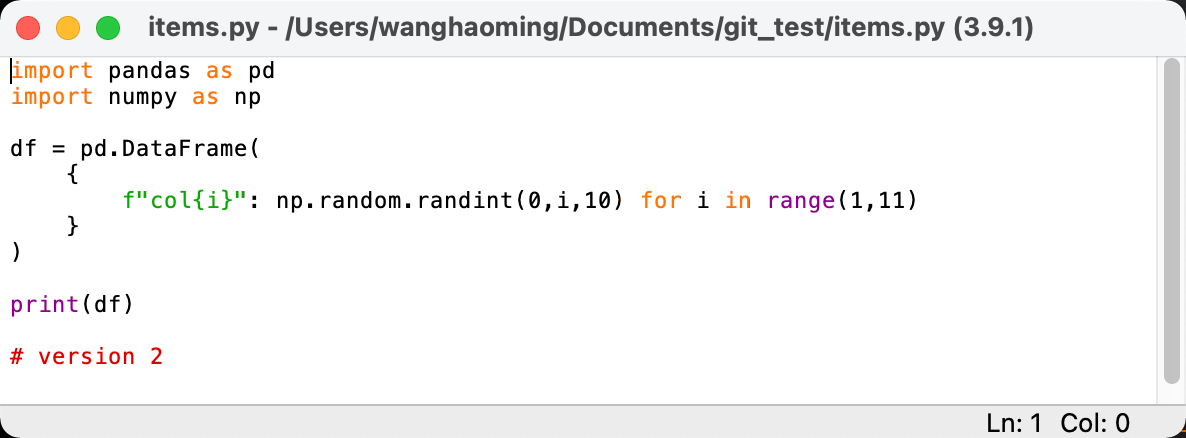 items.py - /Users/wanghaoming/Documents/git_test/items.py (3.9.1)
import pandas as pd
import numpy as np

df = pd.DataFrame(
    {
        f"col{i}": np.random.randint(0,i,10) for i in range(1,11)
    }
)

print(df)

# version 2
Ln: 1 Col: 0